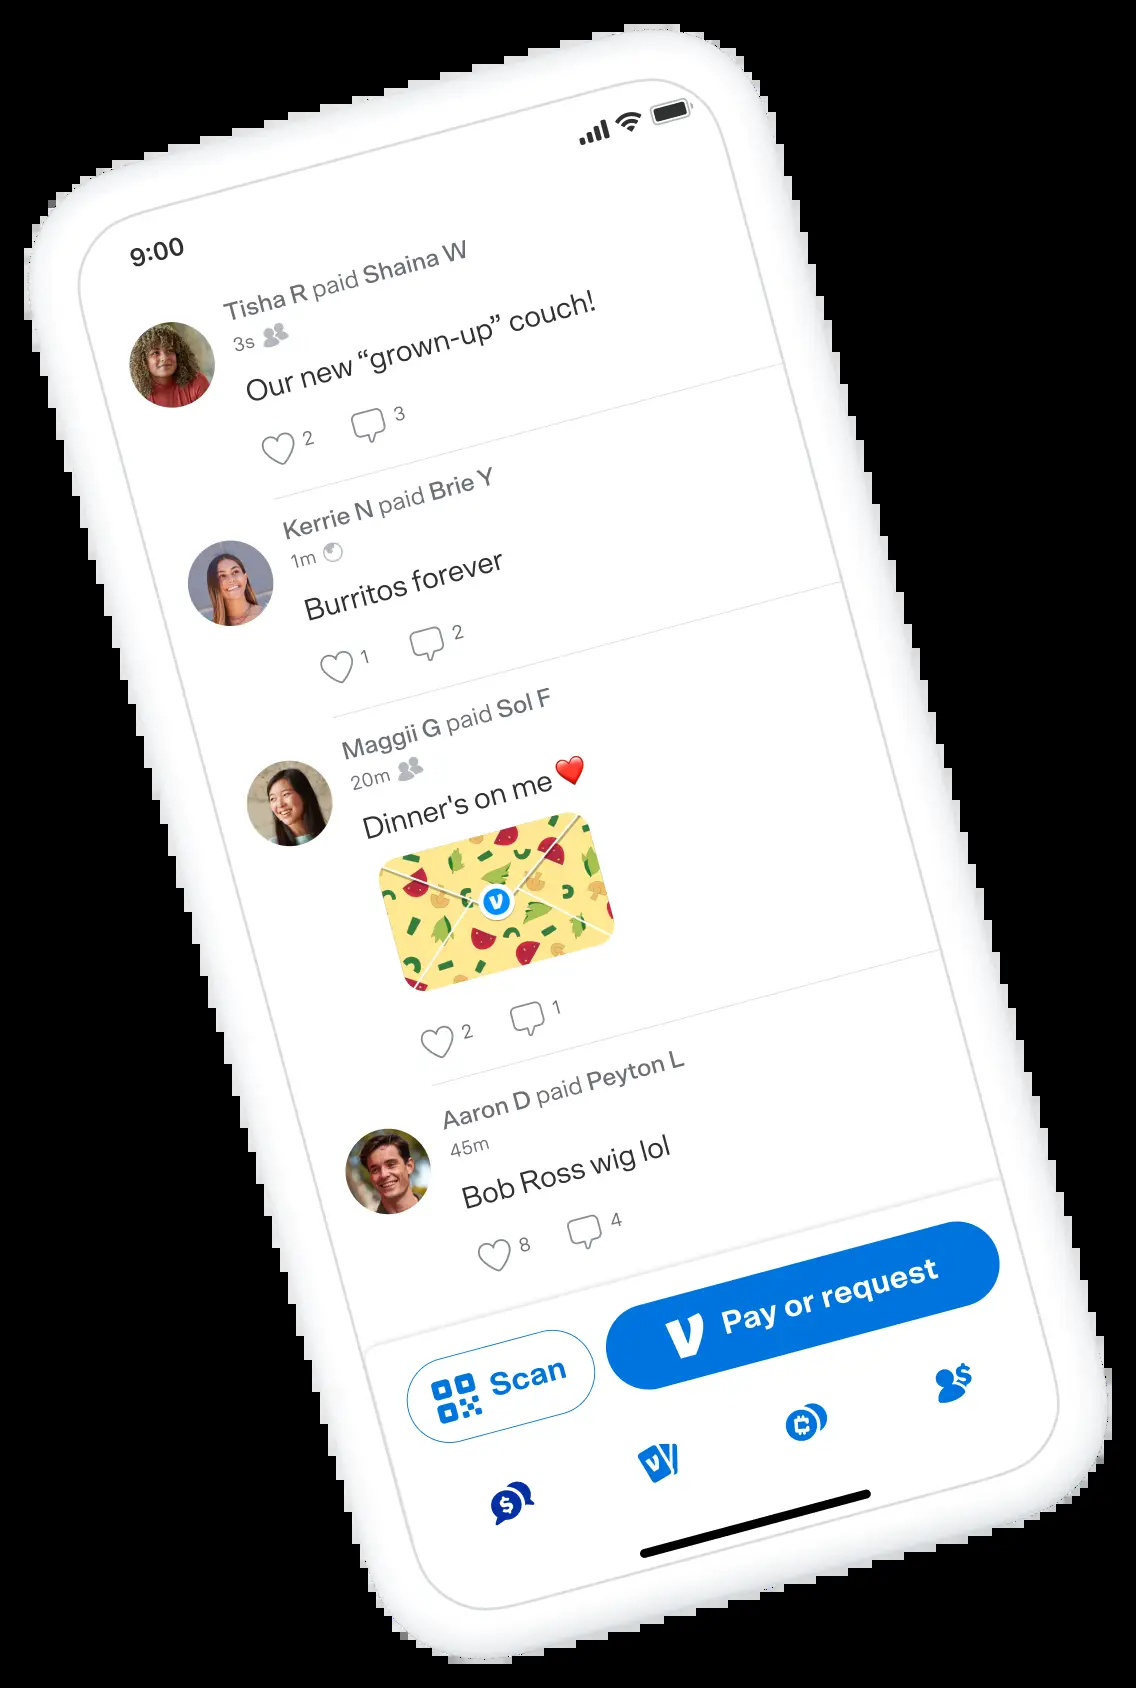 9:00
Tisha R paid Shaina W
3s
Our new “grown-up” couch!
2 3
Kerrie N paid Brie Y
1m
Burritos forever
1 2
Maggii G paid Sol F
20m
Dinner's on me❤️
2 1
Aaron D paid Peyton L
45m
Bob Ross wig lol
8 4
Scan
Pay or request